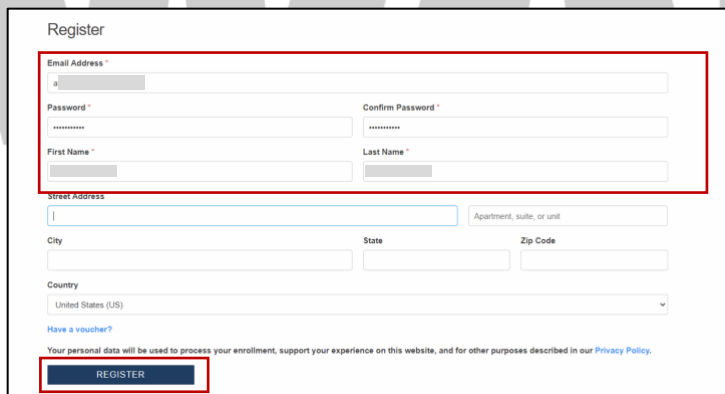 Register
Email Address *
a
Password * Confirm Password *
••••••••••• •••••••••••
First Name * Last Name *
Street Address
Apartment, suite, or unit
City State Zip Code
Country
United States (US)
Have a voucher?
Your personal data will be used to process your enrollment, support your experience on this website, and for other purposes described in our Privacy Policy.
REGISTER